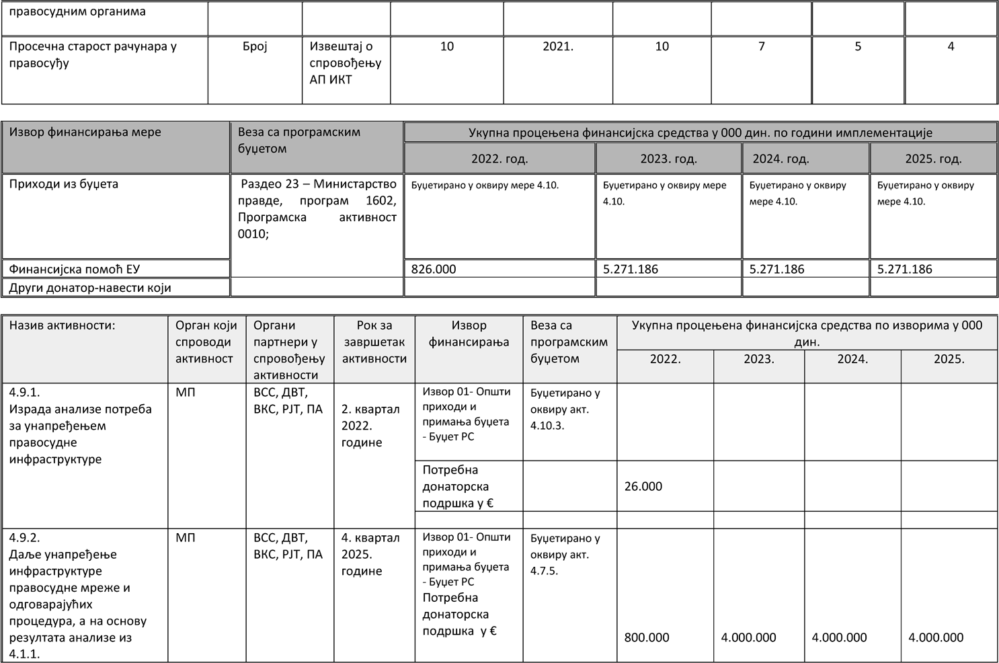 правосудним органима
Просечна старост рачунара у правосуђу Број Извештај о спровођењу АП ИКТ 10 2021. 10 7 5 4
Извор финансирања мере
Веза са програмским буџетом
Укупна процењена финансијска средства у 000 дин. по години имплементације
2022. год. 2023. год. 2024. год. 2025. год.
Приходи из буџета
Раздео 23 – Министарство правде, програм 1602, Програмска активност 0010;
Буџетирано у оквиру мере 4.10.
Буџетирано у оквиру мере 4.10.
Буџетирано у оквиру мере 4.10.
Буџетирано у оквиру мере 4.10.
Финансијска помоћ ЕУ 826.000 5.271.186 5.271.186 5.271.186
Други донатор-навести који
Назив активности:
Орган који спроводи активност
Органи партнери у спровођењу активности
Рок за завршетак активности
Извор финансирања
Веза са програмским буџетом
Укупна процењена финансијска средства по изворима у 000 дин.
2022. 2023. 2024. 2025.
4.9.1.
Израда анализе потреба
за унапређењем
правосудне
инфраструктуре
МП
ВСС, ДВТ,
ВКС, РЈТ, ПА
2. квартал
2022.
године
Извор 01- Општи
приходи и
примања буџета
- Буџет РС
Буџетирано у
оквиру акт.
4.10.3.
Потребна
донаторска
подршка у €
26.000
4.9.2.
Даље унапређење
инфраструктуре
правосудне мреже и
одговарајућих
процедура, а на основу
резултата анализе из
4.1.1.
МП
ВСС, ДВТ,
ВКС, РЈТ, ПА
4. квартал
2025.
године
Извор 01- Општи
приходи и
примања буџета
- Буџет РС
Потребна
донаторска
подршка у €
Буџетирано у
оквиру акт.
4.7.5.
800.000 4.000.000 4.000.000 4.000.000